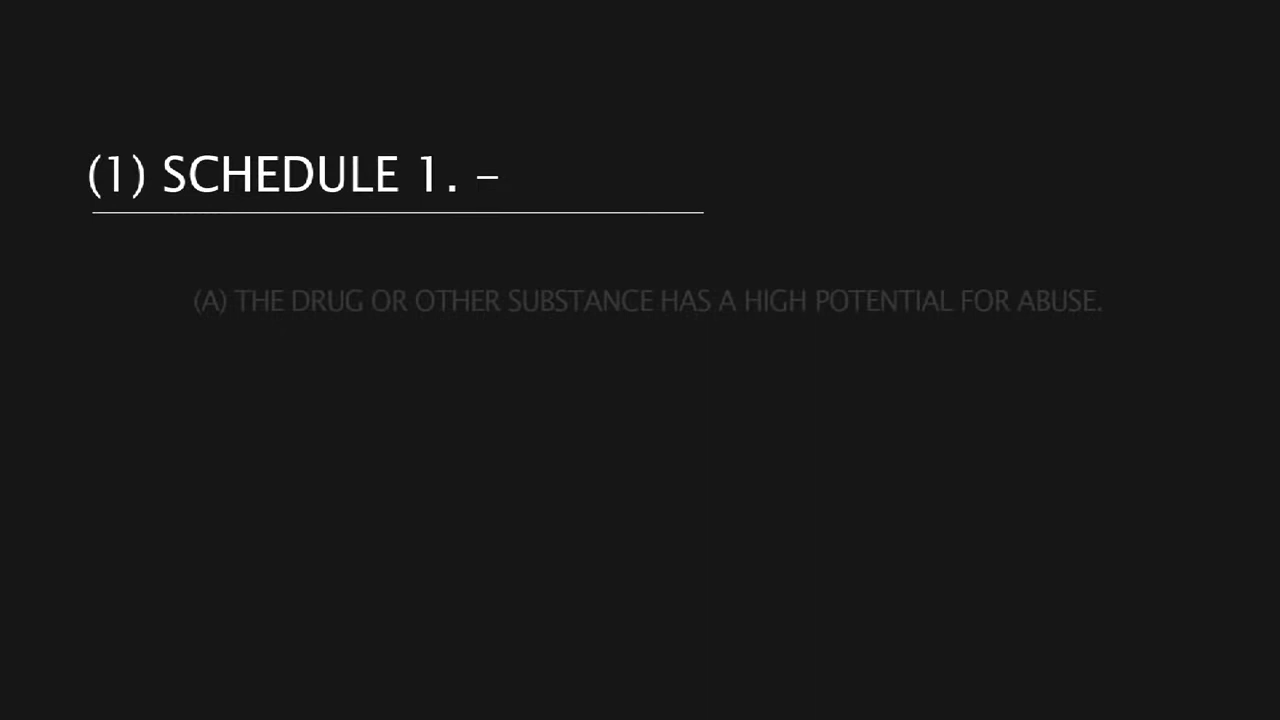 (1) SCHEDULE 1. –
(A) THE DRUG OR OTHER SUBSTANCE HAS A HIGH POTENTIAL FOR ABUSE.